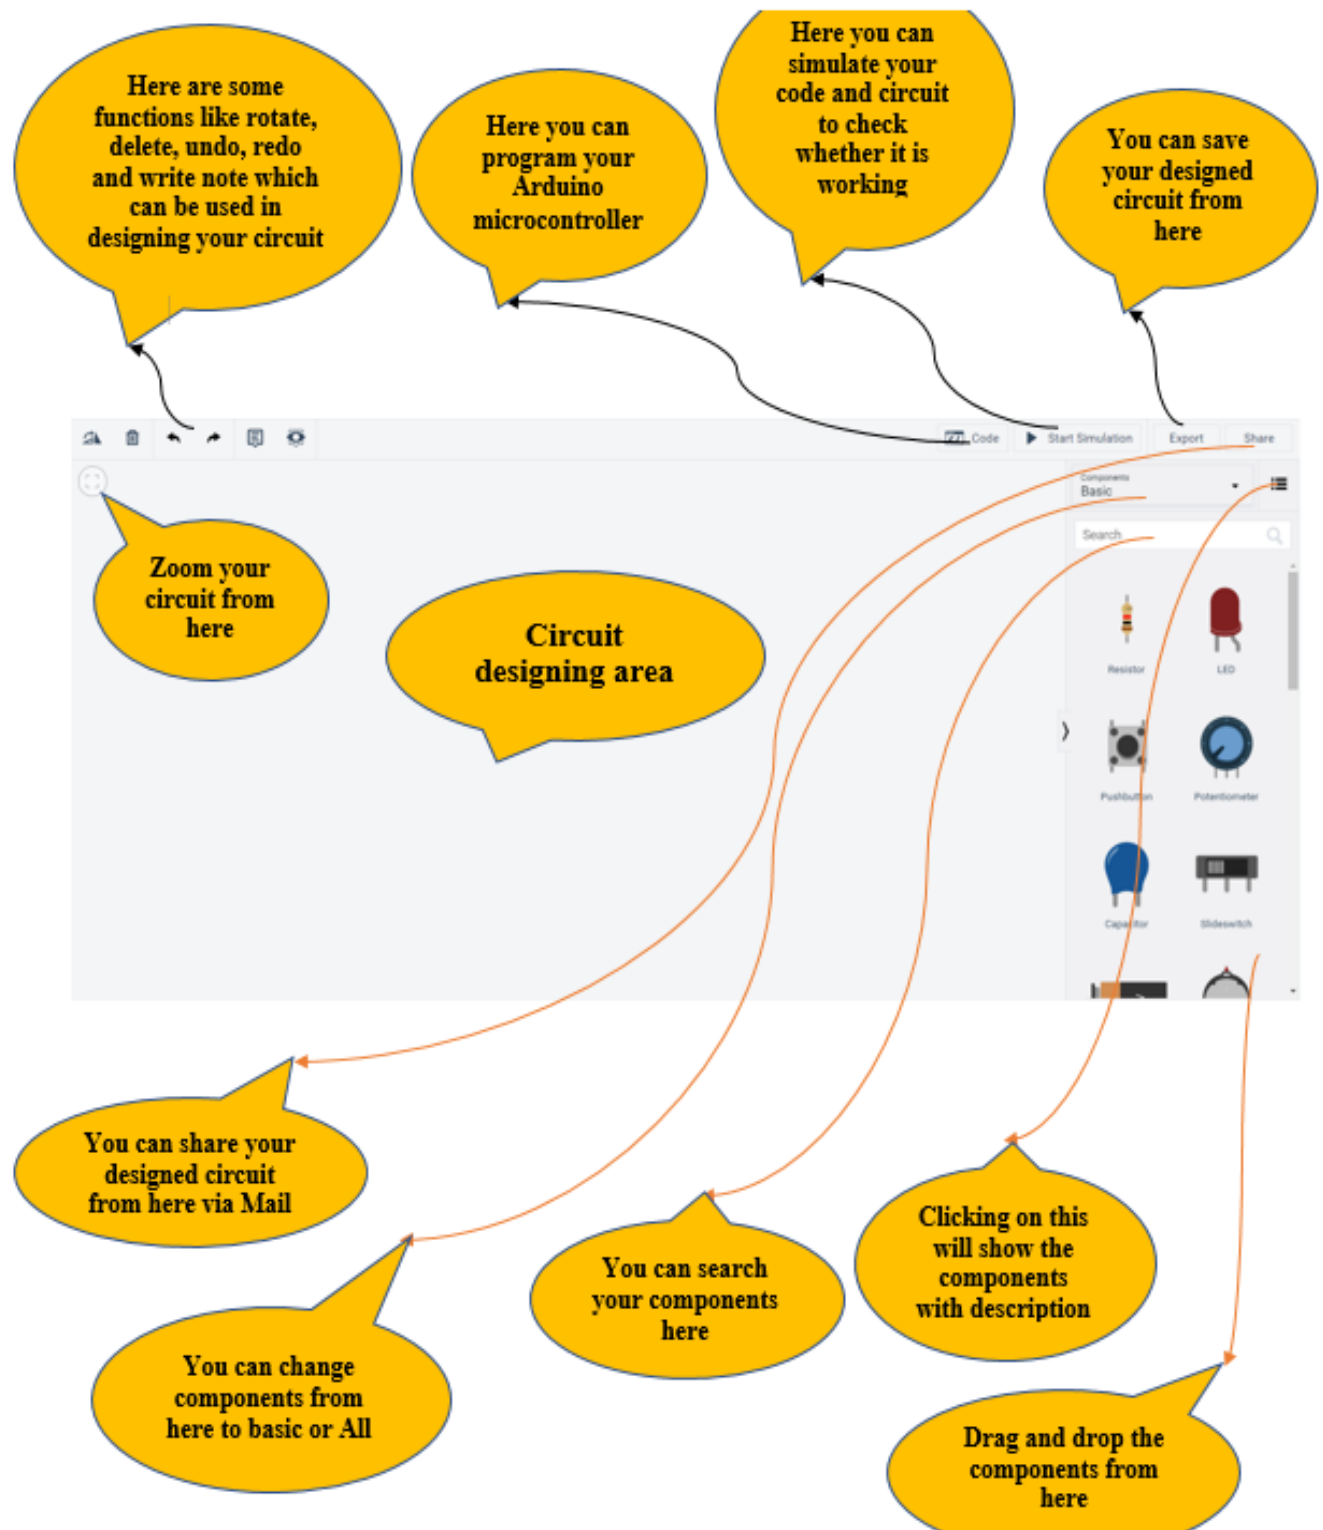 Here are some
functions like rotate,
delete, undo, redo
and write note which
can be used in
designing your circuit
Here you can
program your
Arduino
microcontroller
Here you can
simulate your
code and circuit
to check
whether it is
working
You can save
your designed
circuit from
here
Code
Start Simulation
Export
Share
Components
Basic
Search
Zoom your
circuit from
here
Circuit
designing area
Resistor
LED
Pushbutton
Potentiometer
Capacitor
Slideswitch
You can share your
designed circuit
from here via Mail
You can change
components from
here to basic or All
You can search
your components
here
Clicking on this
will show the
components
with description
Drag and drop the
components from
here